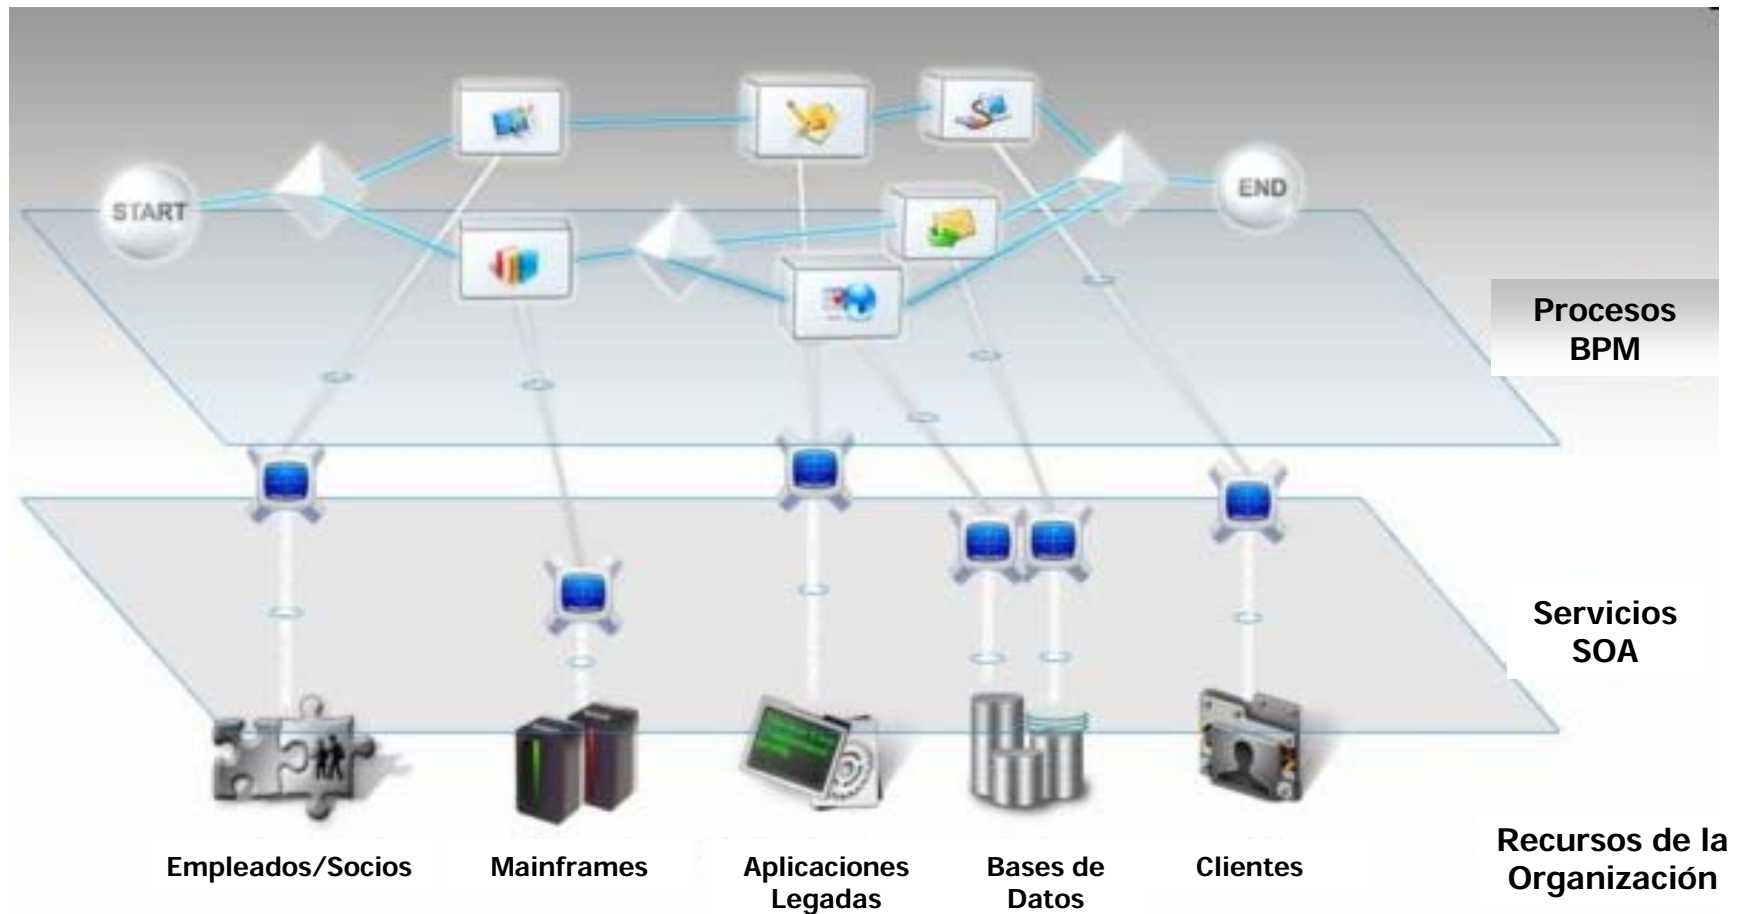 START
END
Procesos
BPM
Servicios
SOA
Empleados/Socios
Mainframes
Aplicaciones
Legadas
Bases de
Datos
Clientes
Recursos de la
Organización